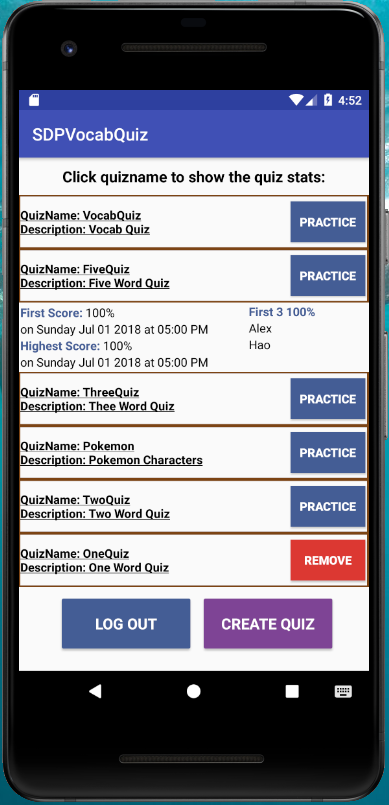 4:52
SDPVocabQuiz
Click quizname to show the quiz stats:
QuizName: VocabQuiz
Description: Vocab Quiz
PRACTICE
QuizName: FiveQuiz
Description: Five Word Quiz
PRACTICE
First Score: 100%
on Sunday Jul 01 2018 at 05:00 PM
Highest Score: 100%
on Sunday Jul 01 2018 at 05:00 PM
First 3 100%
Alex
Hao
QuizName: ThreeQuiz
Description: Thee Word Quiz
PRACTICE
QuizName: Pokemon
Description: Pokemon Characters
PRACTICE
QuizName: TwoQuiz
Description: Two Word Quiz
PRACTICE
QuizName: OneQuiz
Description: One Word Quiz
REMOVE
LOG OUT
CREATE QUIZ